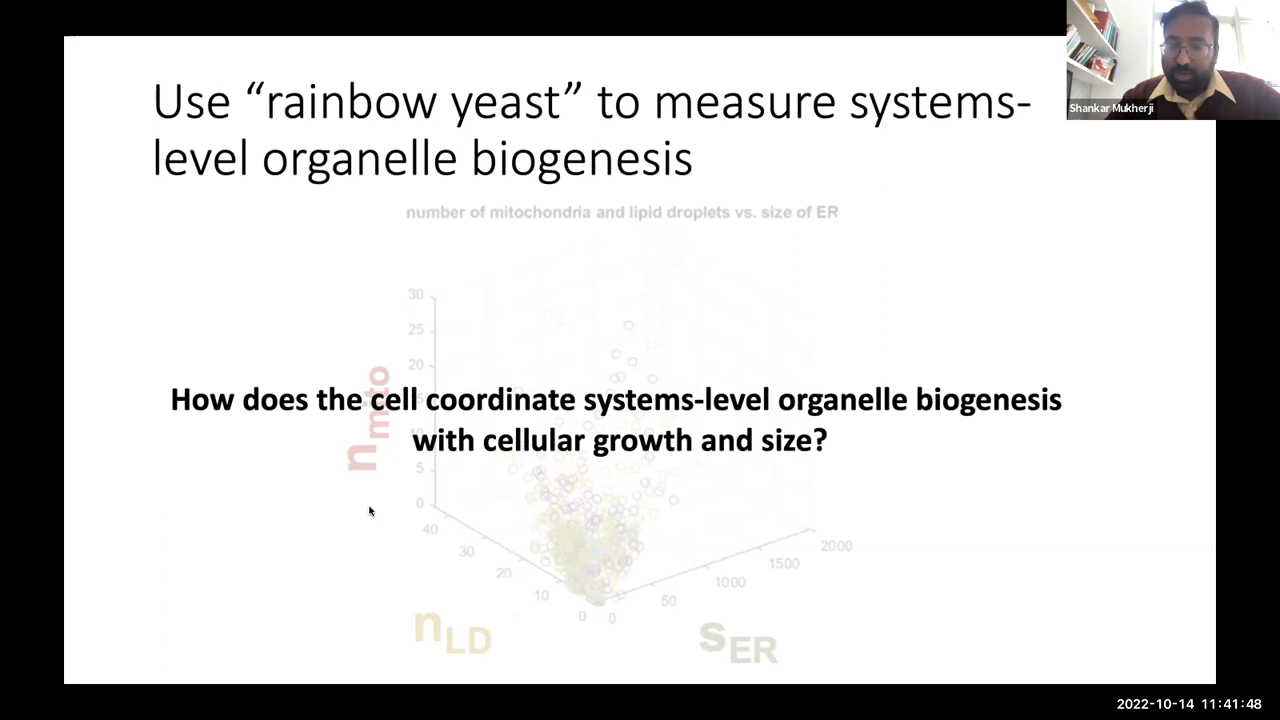 Use “rainbow yeast” to measure systems-
level organelle biogenesis
Shankar Mukherji
number of mitochondria and lipid droplets vs. size of ER
30
25
20
How does the cell coordinate systems-level organelle biogenesis
with cellular growth and size?
n mito
10
5
0
40
30
20
10
0
0
50
1000
1500
2000
nLD
SER
2022-10-14 11:41:48